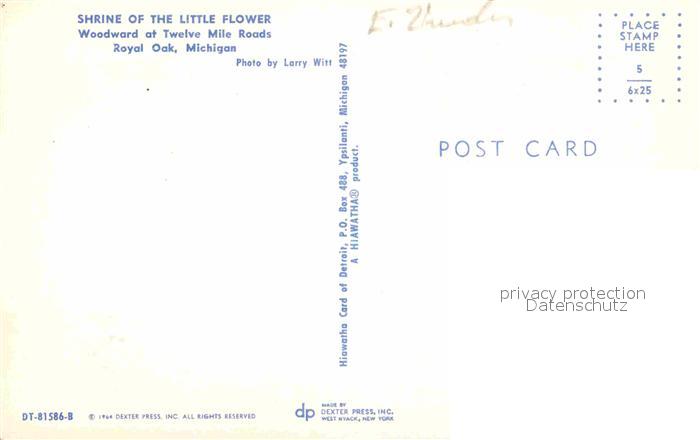 SHRINE OF THE LITTLE FLOWER
Woodward at Twelve Mile Roads
Royal Oak, Michigan
Photo by Larry Witt
Hiawatha Card of Detroit, P.O. Box 488, Ypsilanti, Michigan 48197
A HIAWATHA® product.
E.
PLACE
STAMP
HERE
5
6x25
POST CARD
privacy protection
Datenschutz
DT-81586-B
© 1964 DEXTER PRESS, INC. ALL RIGHTS RESERVED
dp
MADE BY
DEXTER PRESS, INC.
WEST NYACK, NEW YORK